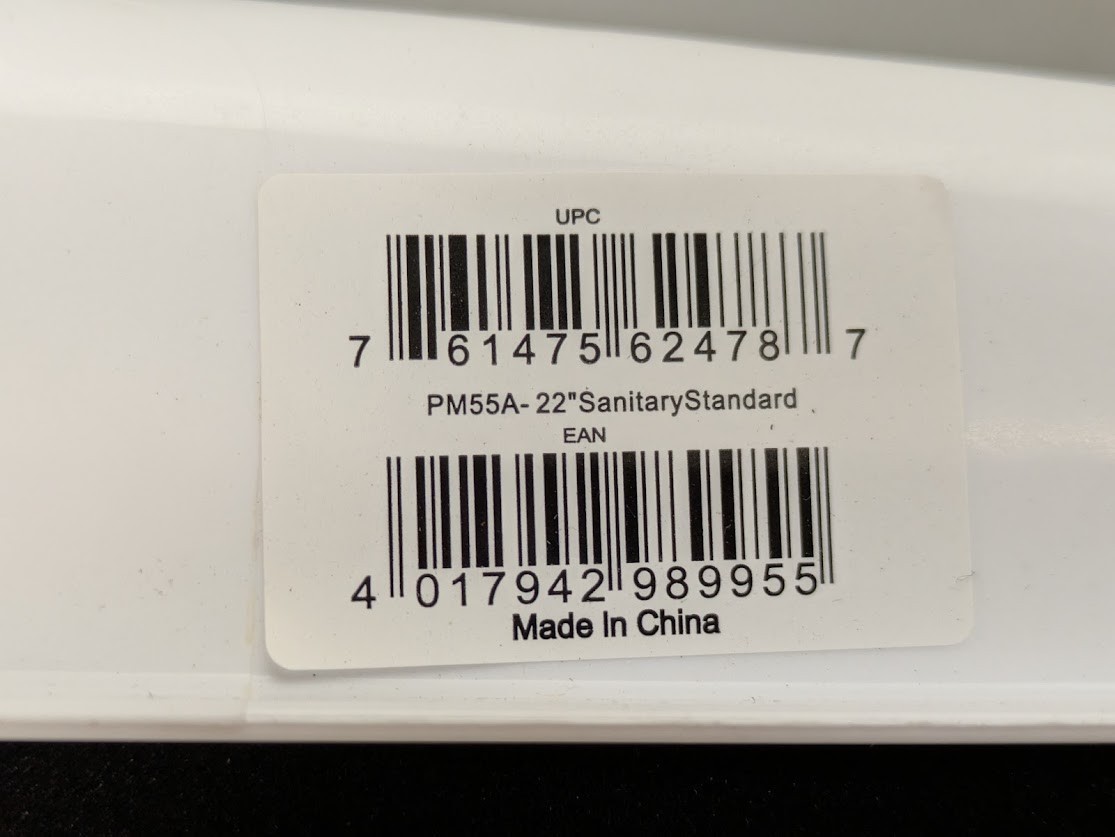 UPC
7 61475 62478 7
PM55A- 22"SanitaryStandard
EAN
4 017942 989955
Made In China